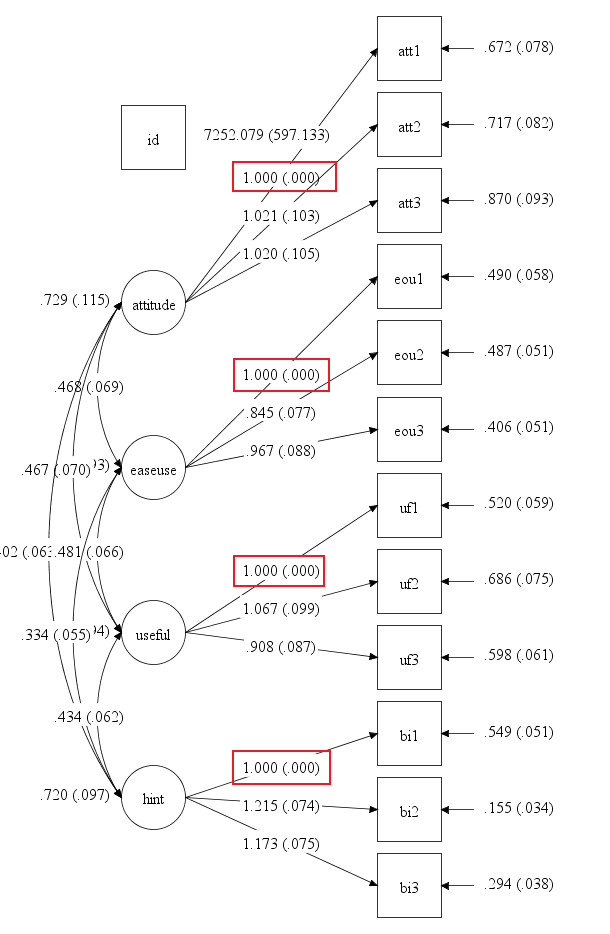 att1
.672 (.078)
att2
.717 (.082)
id
7252.079 (597.133)
1.000 (.000)
att3
.870 (.093)
1.021 (.103)
1.020 (.105)
eou1
.490 (.058)
.729 (.115)
attitude
eou2
.487 (.051)
1.000 (.000)
.468 (.069)
.845 (.077)
eou3
.406 (.051)
.967 (.088)
.467 (.070)
easeuse
uf1
.520 (.059)
.481 (.066)
1.000 (.000)
uf2
.686 (.075)
1.067 (.099)
.334 (.055)
useful
.908 (.087)
uf3
.598 (.061)
.434 (.062)
bi1
.549 (.051)
1.000 (.000)
.720 (.097)
hint
1.215 (.074)
bi2
.155 (.034)
1.173 (.075)
bi3
.294 (.038)